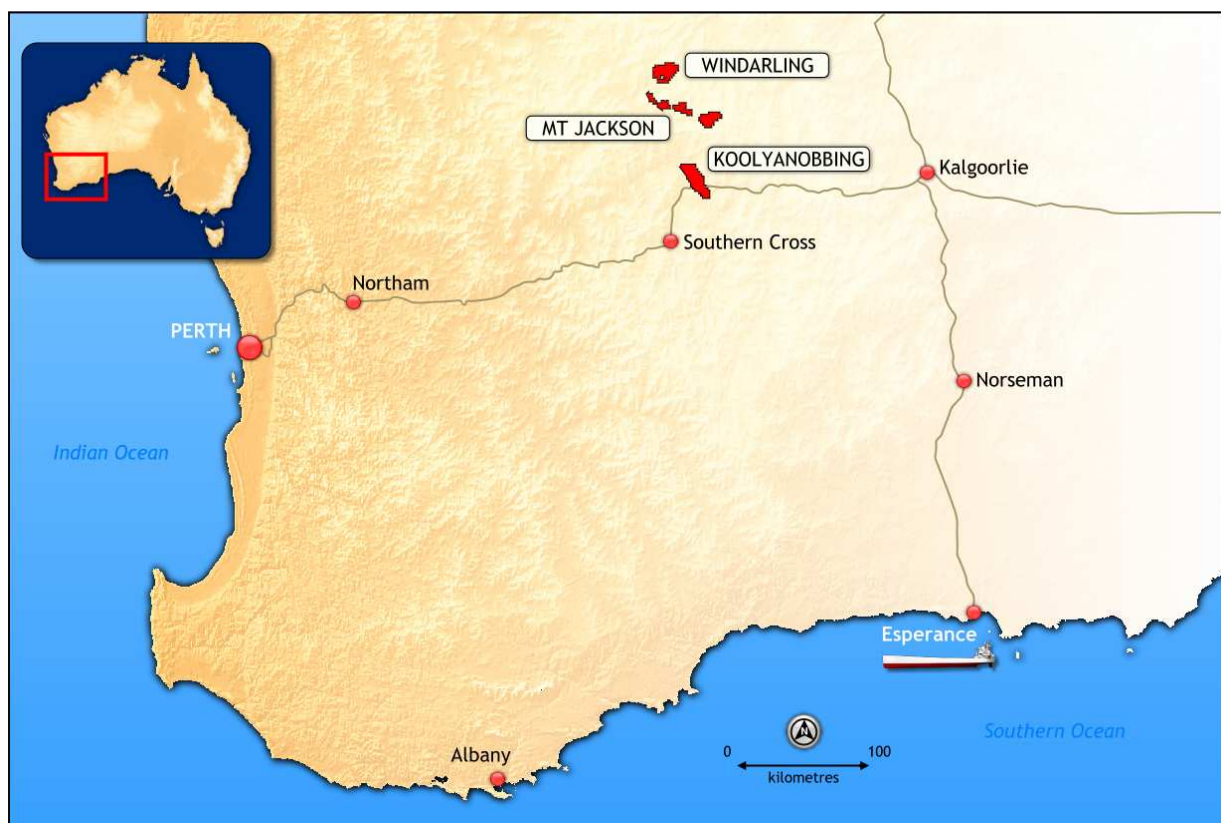 WINDARLING
MT JACKSON
KOOLYANOBBING
Kalgoorlie
Southern Cross
Northam
PERTH
Norseman
Indian Ocean
Esperance
Southern Ocean
Albany
N
0 100
kilometres